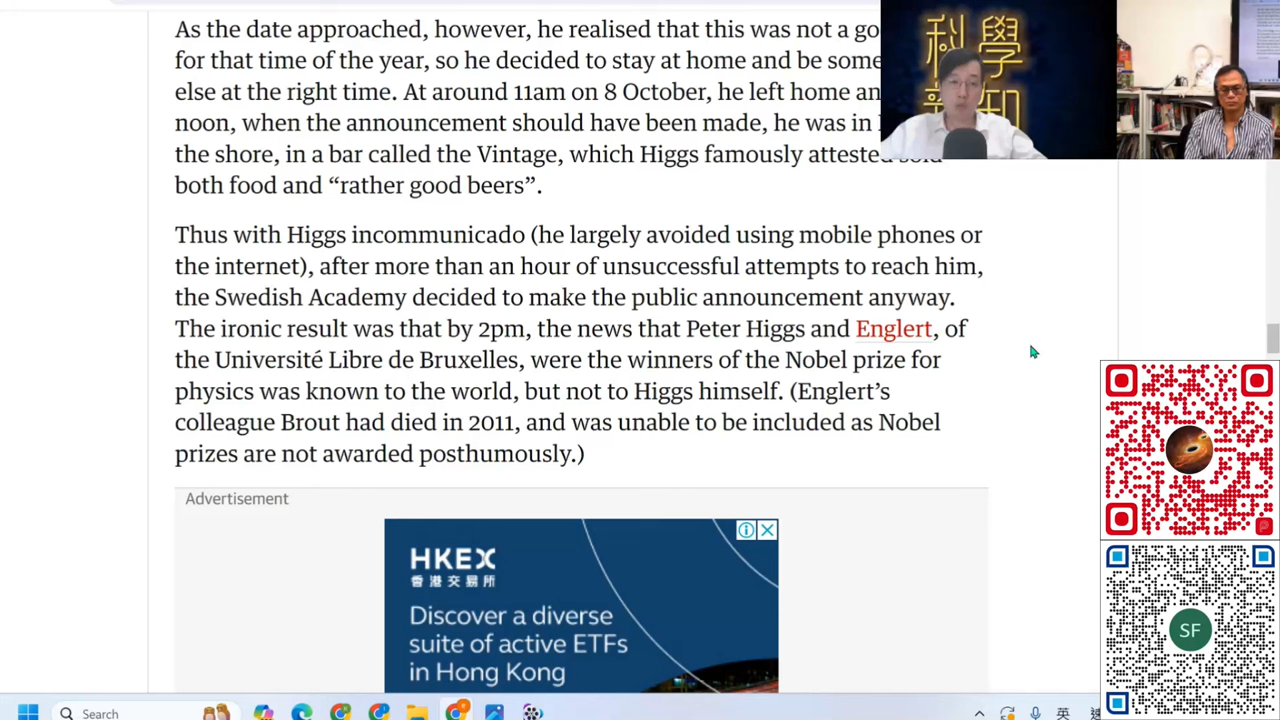 As the date approached, however, he realised that this was not a go
for that time of the year, so he decided to stay at home and be some
else at the right time. At around 11am on 8 October, he left home an
noon, when the announcement should have been made, he was in
the shore, in a bar called the Vintage, which Higgs famously attested sold
both food and “rather good beers”.
Thus with Higgs incommunicado (he largely avoided using mobile phones or
the internet), after more than an hour of unsuccessful attempts to reach him,
the Swedish Academy decided to make the public announcement anyway.
The ironic result was that by 2pm, the news that Peter Higgs and Englert, of
the Université Libre de Bruxelles, were the winners of the Nobel prize for
physics was known to the world, but not to Higgs himself. (Englert’s
colleague Brout had died in 2011, and was unable to be included as Nobel
prizes are not awarded posthumously.)
Advertisement
HKEX
香港交易所
Discover a diverse
suite of active ETFs
in Hong Kong
科學
知
SF
Search
英